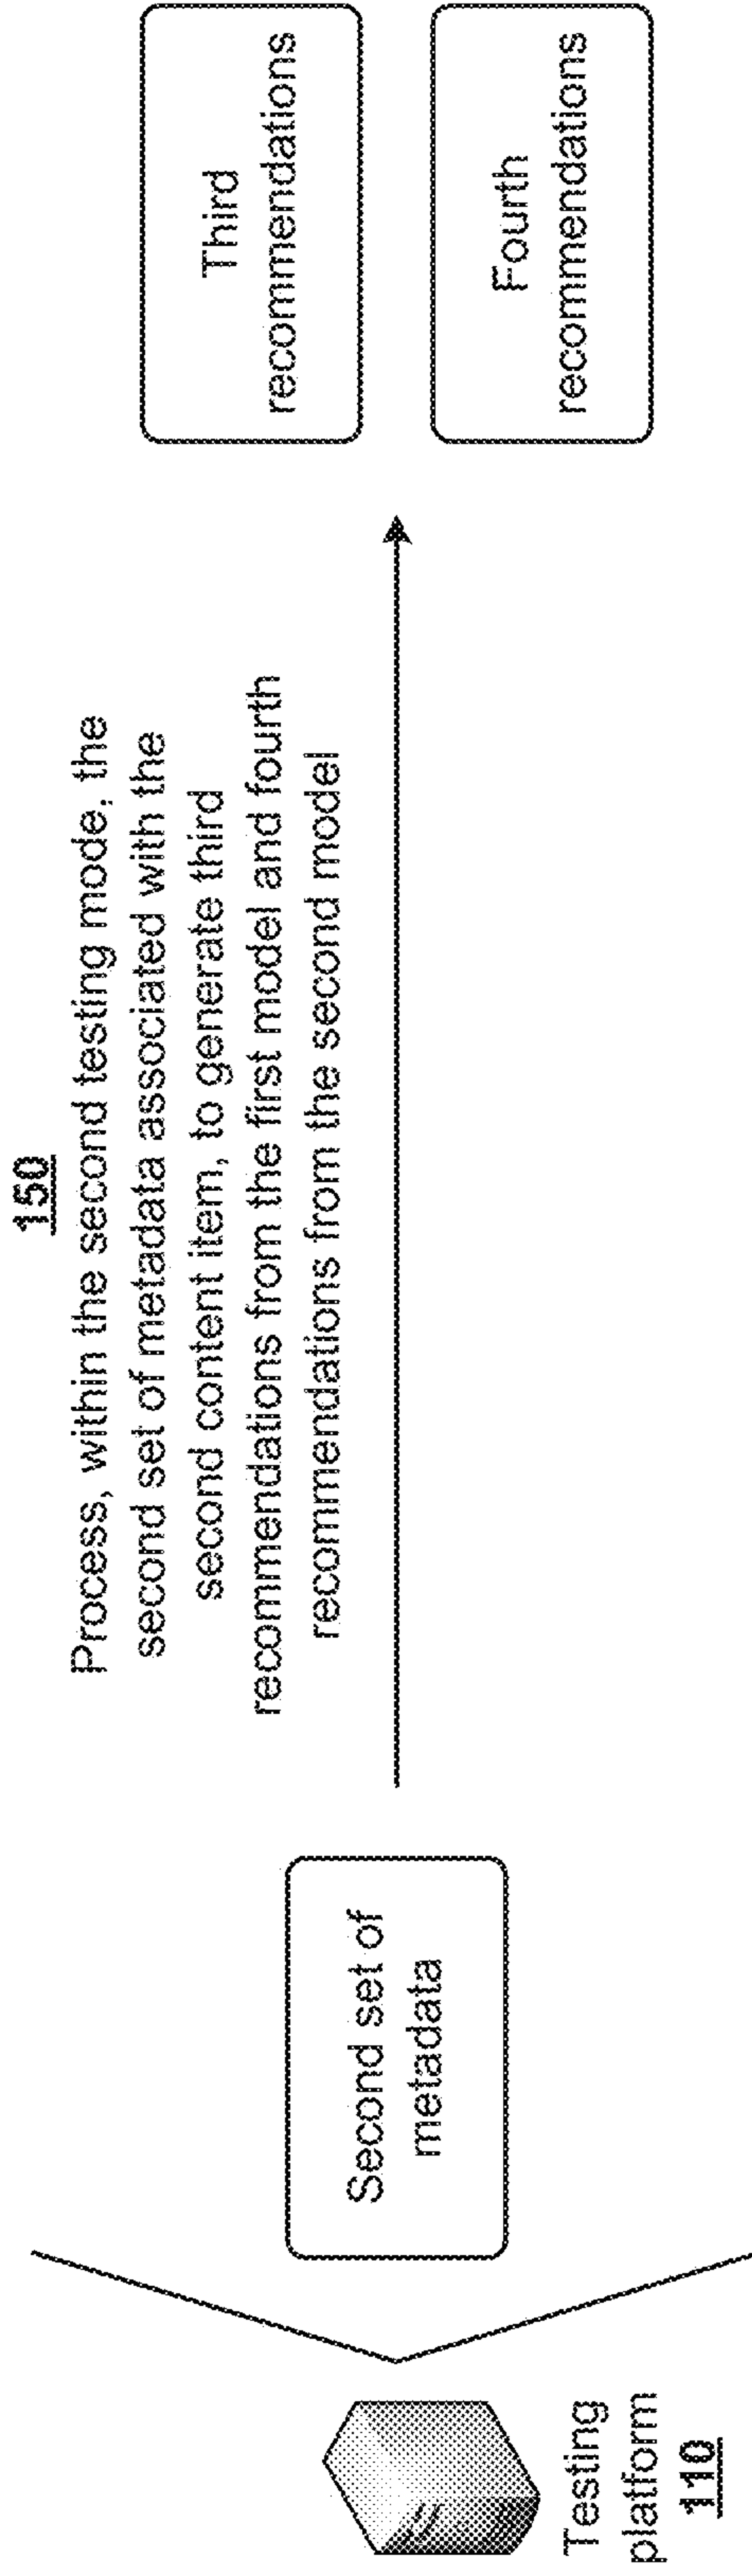 150
Process, within the second testing mode, the
second set of metadata associated with the
second content item, to generate third
recommendations from the first model and fourth
recommendations from the second model
Testing
platform
110
Second set of
metadata
Third
recommendations
Fourth
recommendations